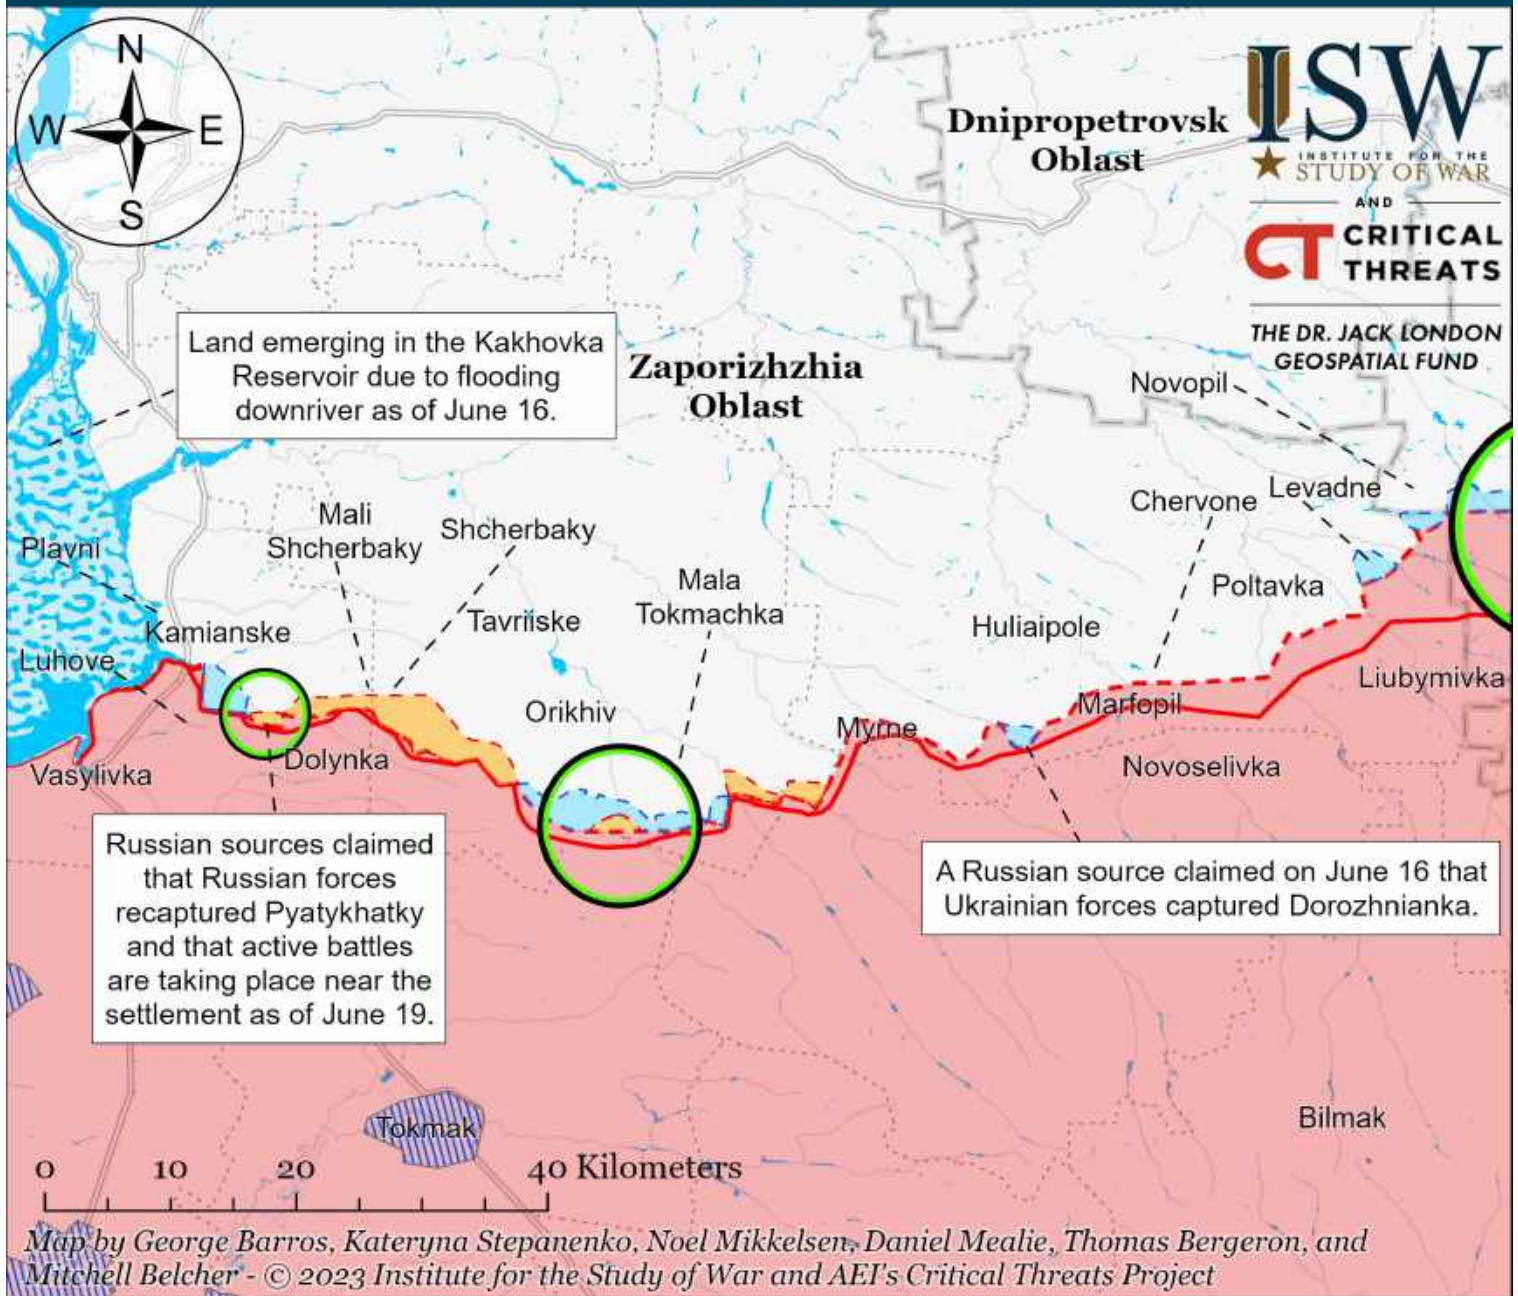 N
W E
S
Dnipropetrovsk
Oblast
ISW
INSTITUTE FOR THE
STUDY OF WAR
AND
CT CRITICAL
THREATS
THE DR. JACK LONDON
GEOSPATIAL FUND
Land emerging in the Kakhovka
Reservoir due to flooding
downriver as of June 16.
Zaporizhzhia
Oblast
Novopil
Levadne
Chervone
Mali
Shcherbaky
Shcherbaky
Plavni
Mala
Tokmachka
Poltavka
Kamianske
Tavriiske
Huliaipole
Luhove
Liubymivka
Orikhiv
Marfopil
Myrne
Dolynka
Vasylivka
Novoselivka
Russian sources claimed
that Russian forces
recaptured Pyatykhatky
and that active battles
are taking place near the
settlement as of June 19.
A Russian source claimed on June 16 that
Ukrainian forces captured Dorozhnianka.
Tokmak
Bilmak
0 10 20 40 Kilometers
Map by George Barros, Kateryna Stepanenko, Noel Mikkelsen, Daniel Mealie, Thomas Bergeron, and
Mitchell Belcher - © 2023 Institute for the Study of War and AEI's Critical Threats Project